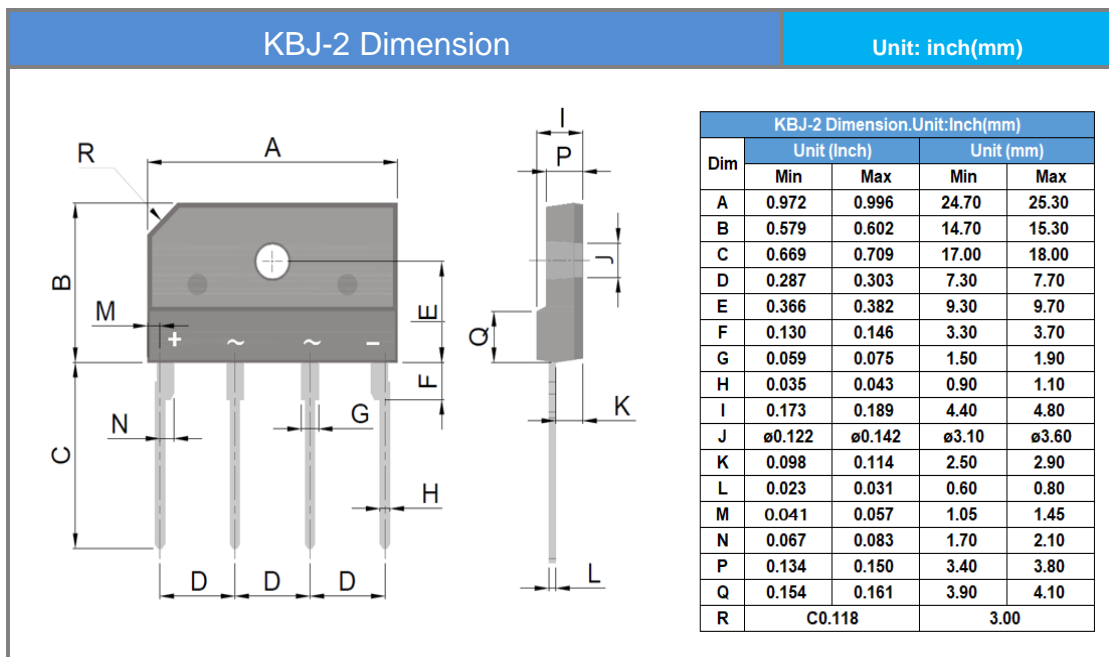 KBJ-2 Dimension Unit: inch(mm)
R
A
B
M
+ ~ ~ −
E
F
N
G
C
H
D D D
I
P
J
Q
K
L
KBJ-2 Dimension.Unit:Inch(mm)
Dim Unit (Inch) Unit (mm)
Min Max Min Max
A 0.972 0.996 24.70 25.30
B 0.579 0.602 14.70 15.30
C 0.669 0.709 17.00 18.00
D 0.287 0.303 7.30 7.70
E 0.366 0.382 9.30 9.70
F 0.130 0.146 3.30 3.70
G 0.059 0.075 1.50 1.90
H 0.035 0.043 0.90 1.10
I 0.173 0.189 4.40 4.80
J ø0.122 ø0.142 ø3.10 ø3.60
K 0.098 0.114 2.50 2.90
L 0.023 0.031 0.60 0.80
M 0.041 0.057 1.05 1.45
N 0.067 0.083 1.70 2.10
P 0.134 0.150 3.40 3.80
Q 0.154 0.161 3.90 4.10
R C0.118 3.00